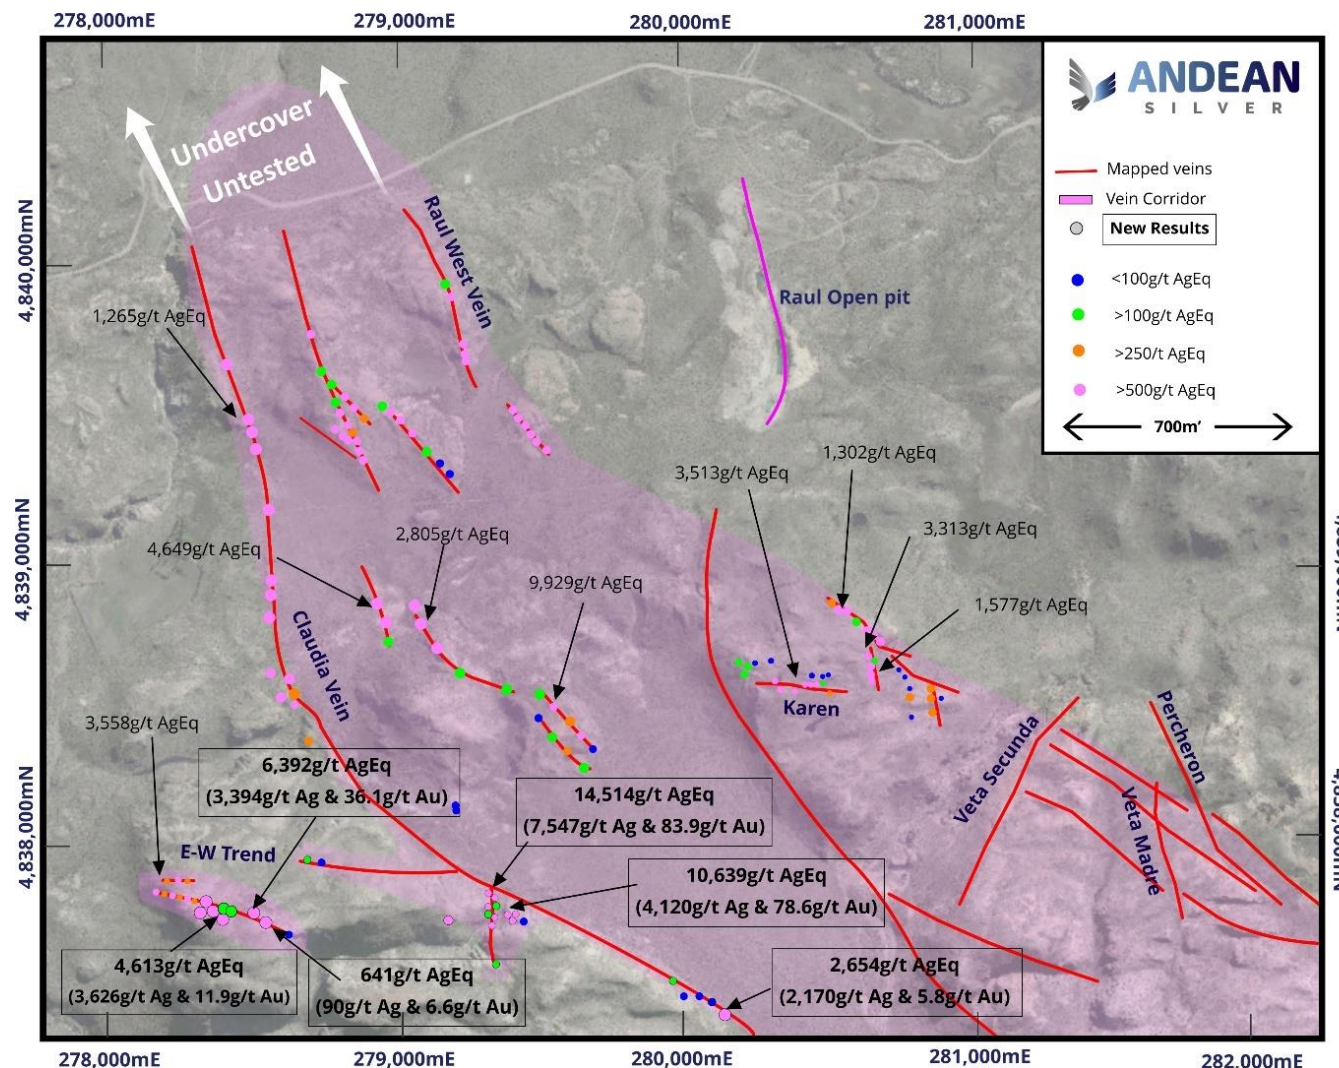 278,000mE
279,000mE
280,000mE
281,000mE
ANDEAN
SILVER
Mapped veins
Vein Corridor
New Results
<100g/t AgEq
>100g/t AgEq
>250/t AgEq
>500g/t AgEq
700m'
Undercover
Untested
Raul West Vein
Raul Open pit
4,840,000mN
1,265g/t AgEq
1,302g/t AgEq
3,513g/t AgEq
3,313g/t AgEq
2,805g/t AgEq
4,649g/t AgEq
4,839,000mN
9,929g/t AgEq
1,577g/t AgEq
Claudia Vein
Karen
3,558g/t AgEq
Veta Secunda
Percheron
Veta Madre
6,392g/t AgEq
(3,394g/t Ag & 36.1g/t Au)
14,514g/t AgEq
(7,547g/t Ag & 83.9g/t Au)
4,838,000mN
E-W Trend
10,639g/t AgEq
(4,120g/t Ag & 78.6g/t Au)
4,613g/t AgEq
(3,626g/t Ag & 11.9g/t Au)
641g/t AgEq
(90g/t Ag & 6.6g/t Au)
2,654g/t AgEq
(2,170g/t Ag & 5.8g/t Au)
278,000mE
279,000mE
280,000mE
281,000mE
282,000mE